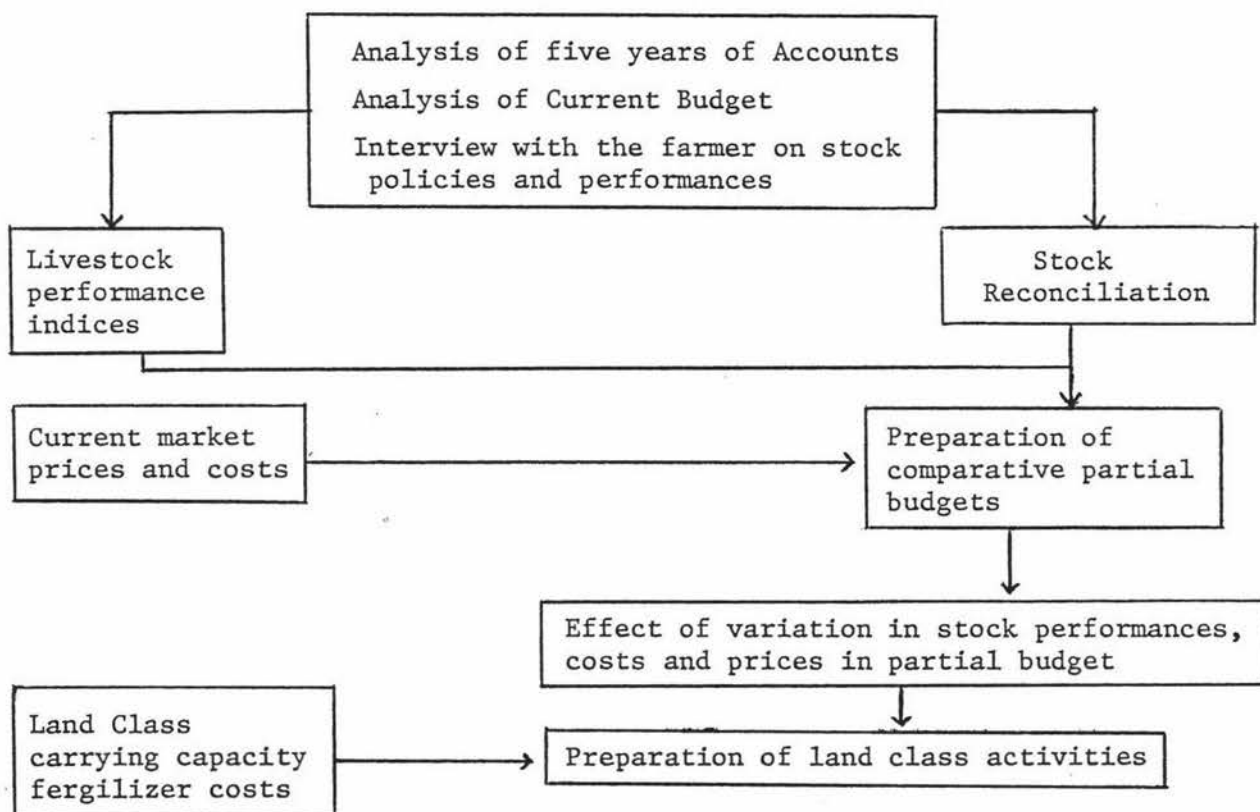 Analysis of five years of Accounts
Analysis of Current Budget
Interview with the farmer on stock
policies and performances
Livestock
performance
indices
Stock
Reconciliation
Current market
prices and costs
Preparation of
comparative partial
budgets
Effect of variation in stock performances,
costs and prices in partial budget
Land Class
carrying capacity
fergilizer costs
Preparation of land class activities